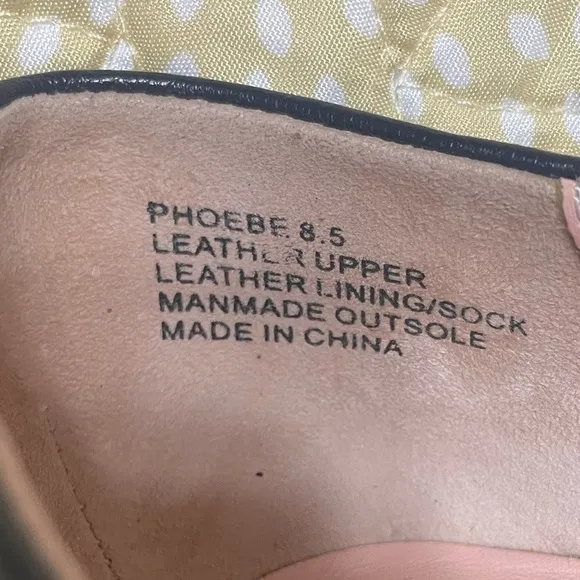 PHOEBE 8.5
LEATHER UPPER
LEATHER LINING/SOCK
MANMADE OUTSOLE
MADE IN CHINA